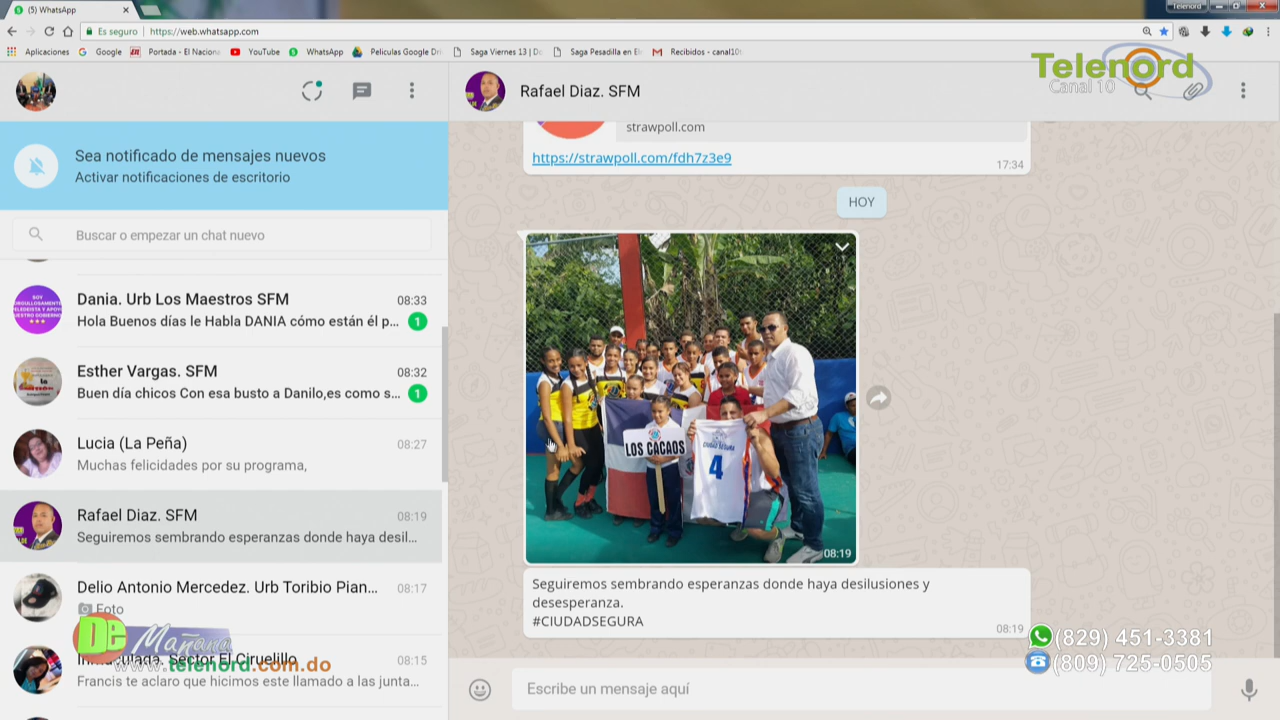 (5) WhatsApp
Telenord
Es seguro
https://web.whatsapp.com
Aplicaciones
Google
Portada - El Naciona
YouTube
WhatsApp
Peliculas Google Dri
Saga Viernes 13 | Do
Saga Pesadilla en El
Recibidos - canal10
Telenord
Canal 10
Rafael Diaz. SFM
Sea notificado de mensajes nuevos
Activar notificaciones de escritorio
Buscar o empezar un chat nuevo
Dania. Urb Los Maestros SFM
08:33
Hola Buenos días le Habla DANIA cómo están él p...
1
Esther Vargas. SFM
08:32
Buen día chicos Con esa busto a Danilo,es como s...
1
Lucia (La Peña)
08:27
Muchas felicidades por su programa,
Rafael Diaz. SFM
08:19
Seguiremos sembrando esperanzas donde haya desil...
Delio Antonio Mercedez. Urb Toribio Pian...
08:17
Foto
Inmaculada. Sector El Ciruelillo
08:15
Francis te aclaro que hicimos este llamado a las junta...
strawpoll.com
https://strawpoll.com/fdh7z3e9
17:34
HOY
LOS CACAOS
CIUDAD SEGURA
4
08:19
Seguiremos sembrando esperanzas donde haya desilusiones y
desesperanza.
#CIUDADSEGURA
08:19
Escribe un mensaje aquí
De Mañana
www.telenord.com.do
(829) 451-3381
(809) 725-0505